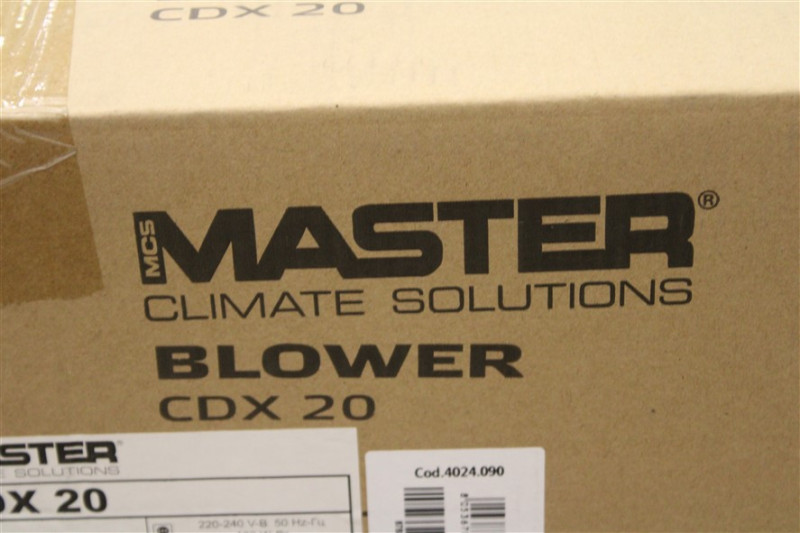 CDX 20
MCS
MASTER®
CLIMATE SOLUTIONS
BLOWER
CDX 20
STER
SOLUTIONS
X 20
220-240 V-В 50 Hz-Гц
Cod.4024.090